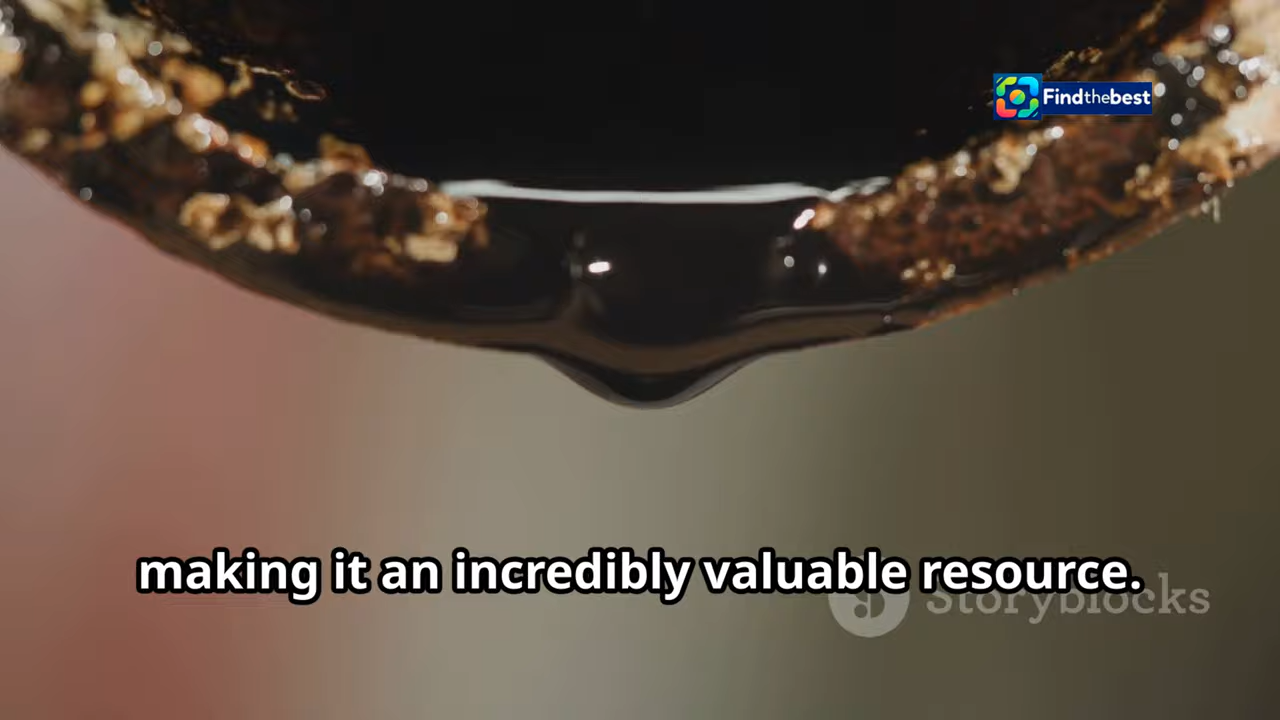 Findthebest
making it an incredibly valuable resource.
Storyblocks